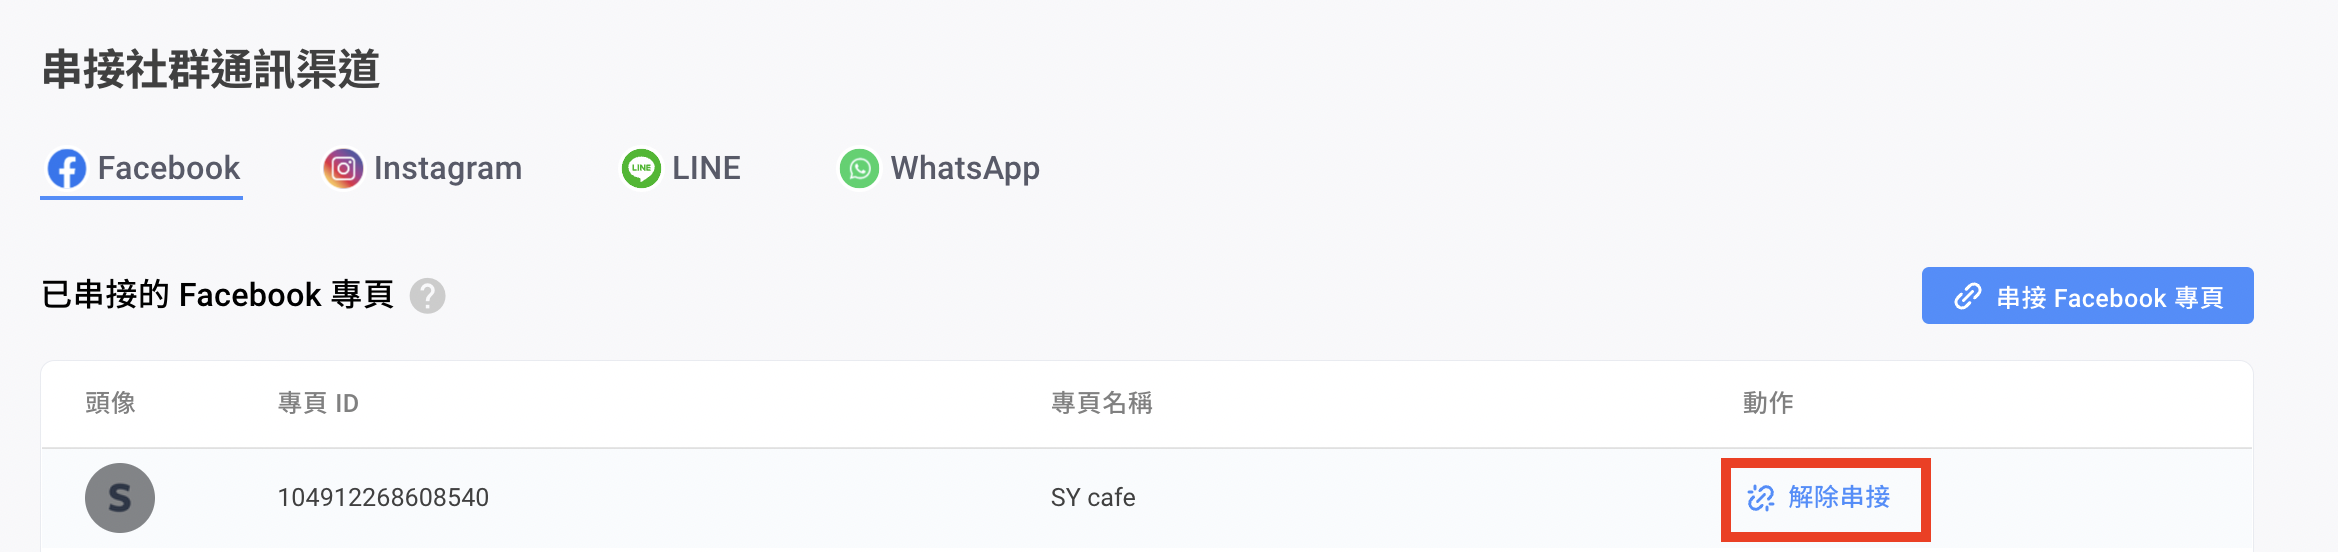 串接社群通訊渠道
Facebook Instagram LINE WhatsApp
已串接的 Facebook 專頁 ? 串接 Facebook 專頁
頭像 專頁 ID 專頁名稱 動作
S 104912268608540 SY cafe 解除串接